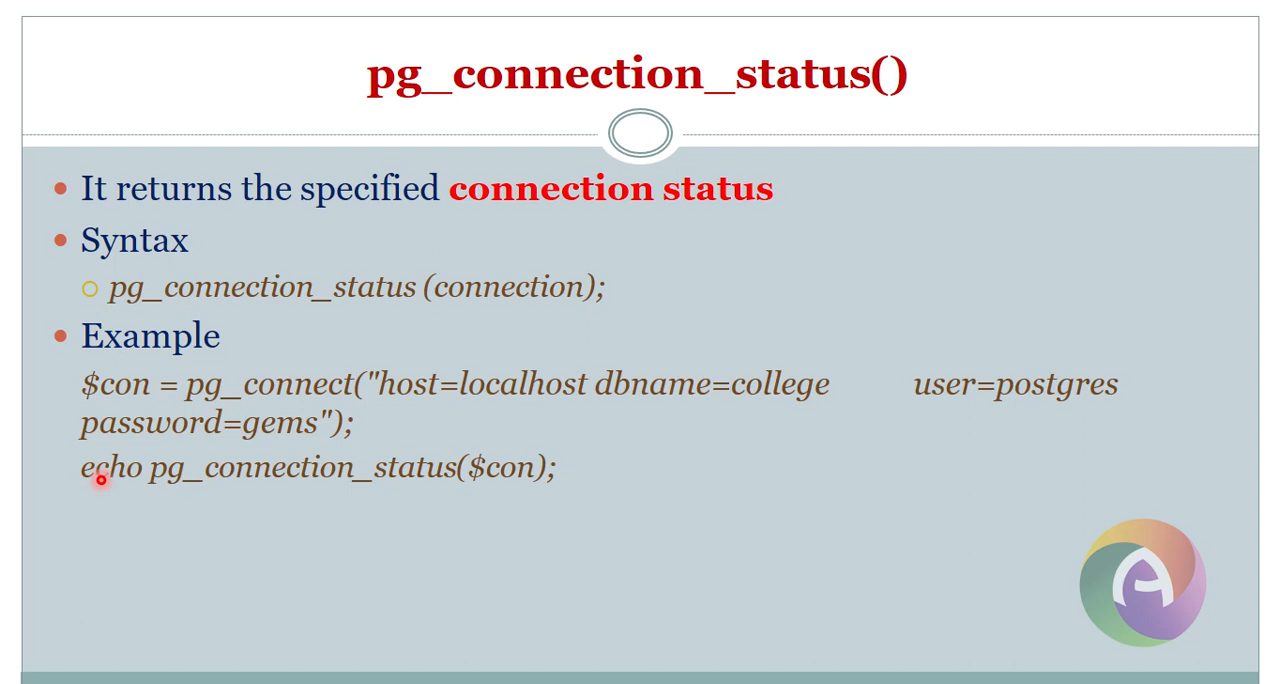 pg_connection_status()
It returns the specified connection status
Syntax
pg_connection_status (connection);
Example
$con = pg_connect("host=localhost dbname=college user=postgres
password=gems");
echo pg_connection_status($con);
A